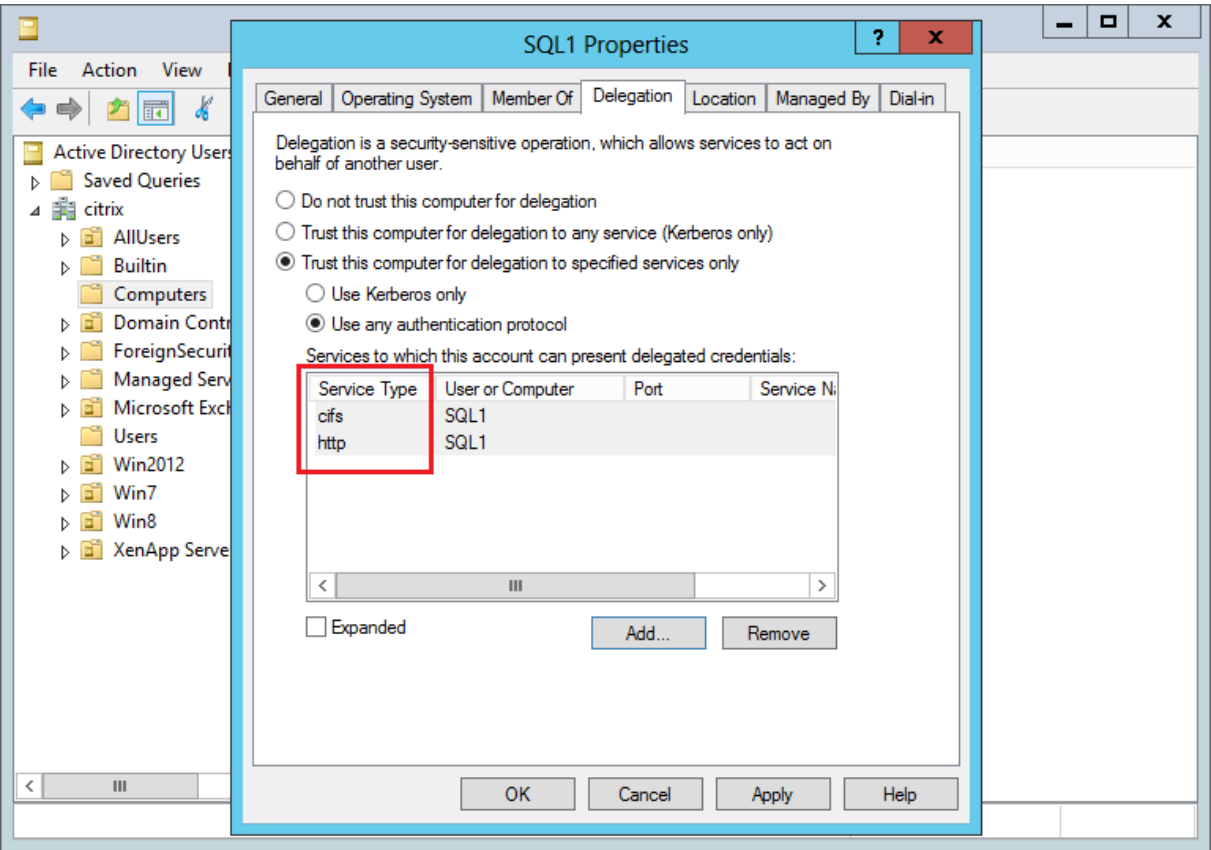 SQL1 Properties
? x
x
File Action View
General Operating System Member Of Delegation Location Managed By Dial-in
Delegation is a security-sensitive operation, which allows services to act on
behalf of another user.
Do not trust this computer for delegation
Trust this computer for delegation to any service (Kerberos only)
Trust this computer for delegation to specified services only
Use Kerberos only
Use any authentication protocol
Services to which this account can present delegated credentials:
Service Type User or Computer Port Service Na
cifs SQL1
http SQL1
Expanded
Add... Remove
OK Cancel Apply Help
Active Directory Users
Saved Queries
citrix
AllUsers
Builtin
Computers
Domain Contr
ForeignSecurit
Managed Serv
Microsoft Exch
Users
Win2012
Win7
Win8
XenApp Serve